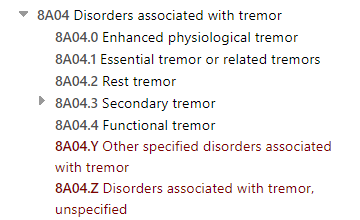 8A04 Disorders associated with tremor
8A04.0 Enhanced physiological tremor
8A04.1 Essential tremor or related tremors
8A04.2 Rest tremor
8A04.3 Secondary tremor
8A04.4 Functional tremor
8A04.Y Other specified disorders associated
with tremor
8A04.Z Disorders associated with tremor,
unspecified